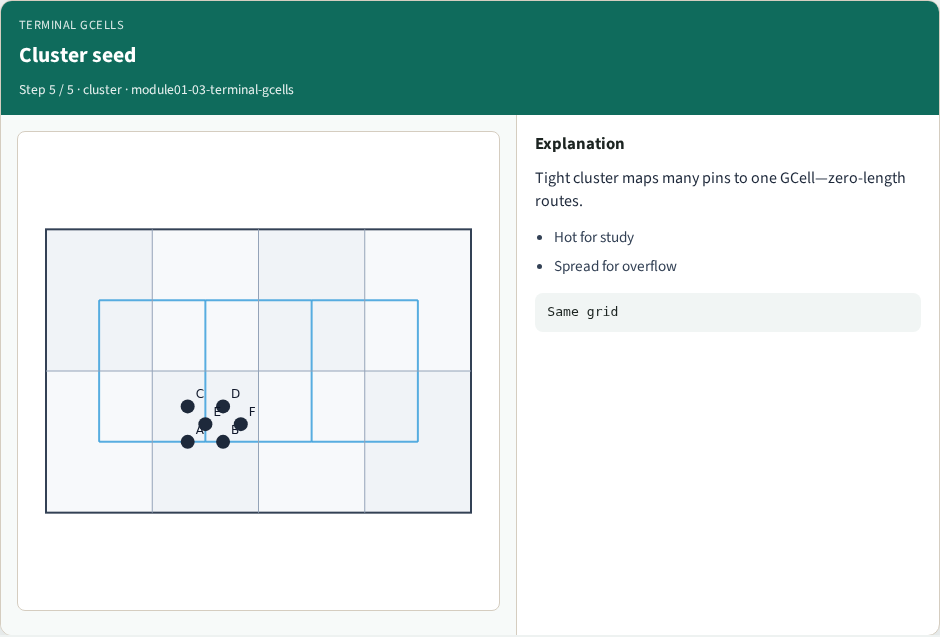 TERMINAL GCELLS
Cluster seed
Step 5 / 5 · cluster · module01-03-terminal-gcells
C
D
E
F
A
B
Explanation
Tight cluster maps many pins to one GCell—zero-length
routes.
• Hot for study
• Spread for overflow
Same grid